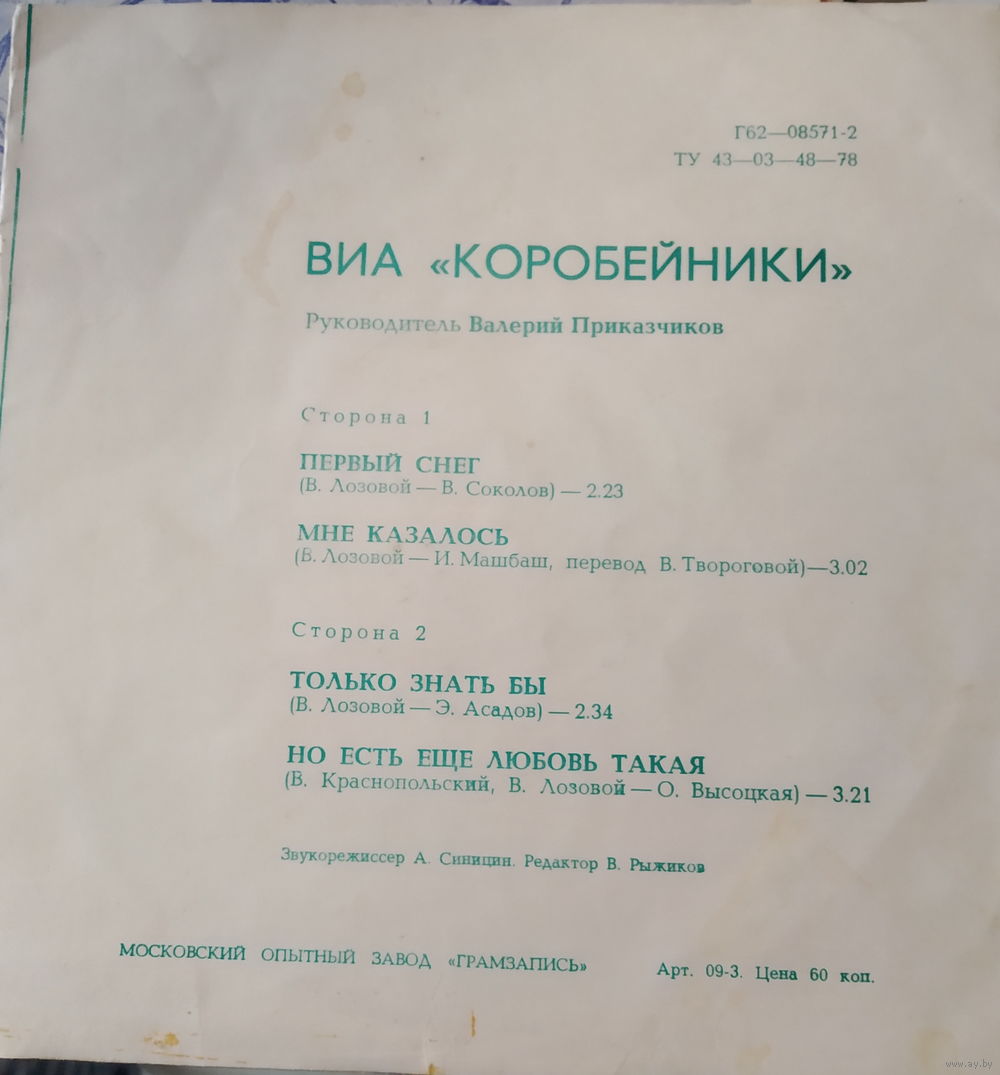 Г62—08571-2
ТУ 43—03—48—78
ВИА «КОРОБЕЙНИКИ»
Руководитель Валерий Приказчиков
Сторона 1
ПЕРВЫЙ СНЕГ
(В. Лозовой — В. Соколов) — 2.23
МНЕ КАЗАЛОСЬ
(В. Лозовой — И. Машбаш, перевод В. Твороговой)—3.02
Сторона 2
ТОЛЬКО ЗНАТЬ БЫ
(В. Лозовой — Э. Асадов) — 2.34
НО ЕСТЬ ЕЩЕ ЛЮБОВЬ ТАКАЯ
(В. Краснопольский, В. Лозовой — О. Высоцкая) — 3.21
Звукорежиссер А. Синицин. Редактор В. Рыжиков
МОСКОВСКИЙ ОПЫТНЫЙ ЗАВОД «ГРАМЗАПИСЬ» Арт. 09-3. Цена 60 коп.
www.ay.by